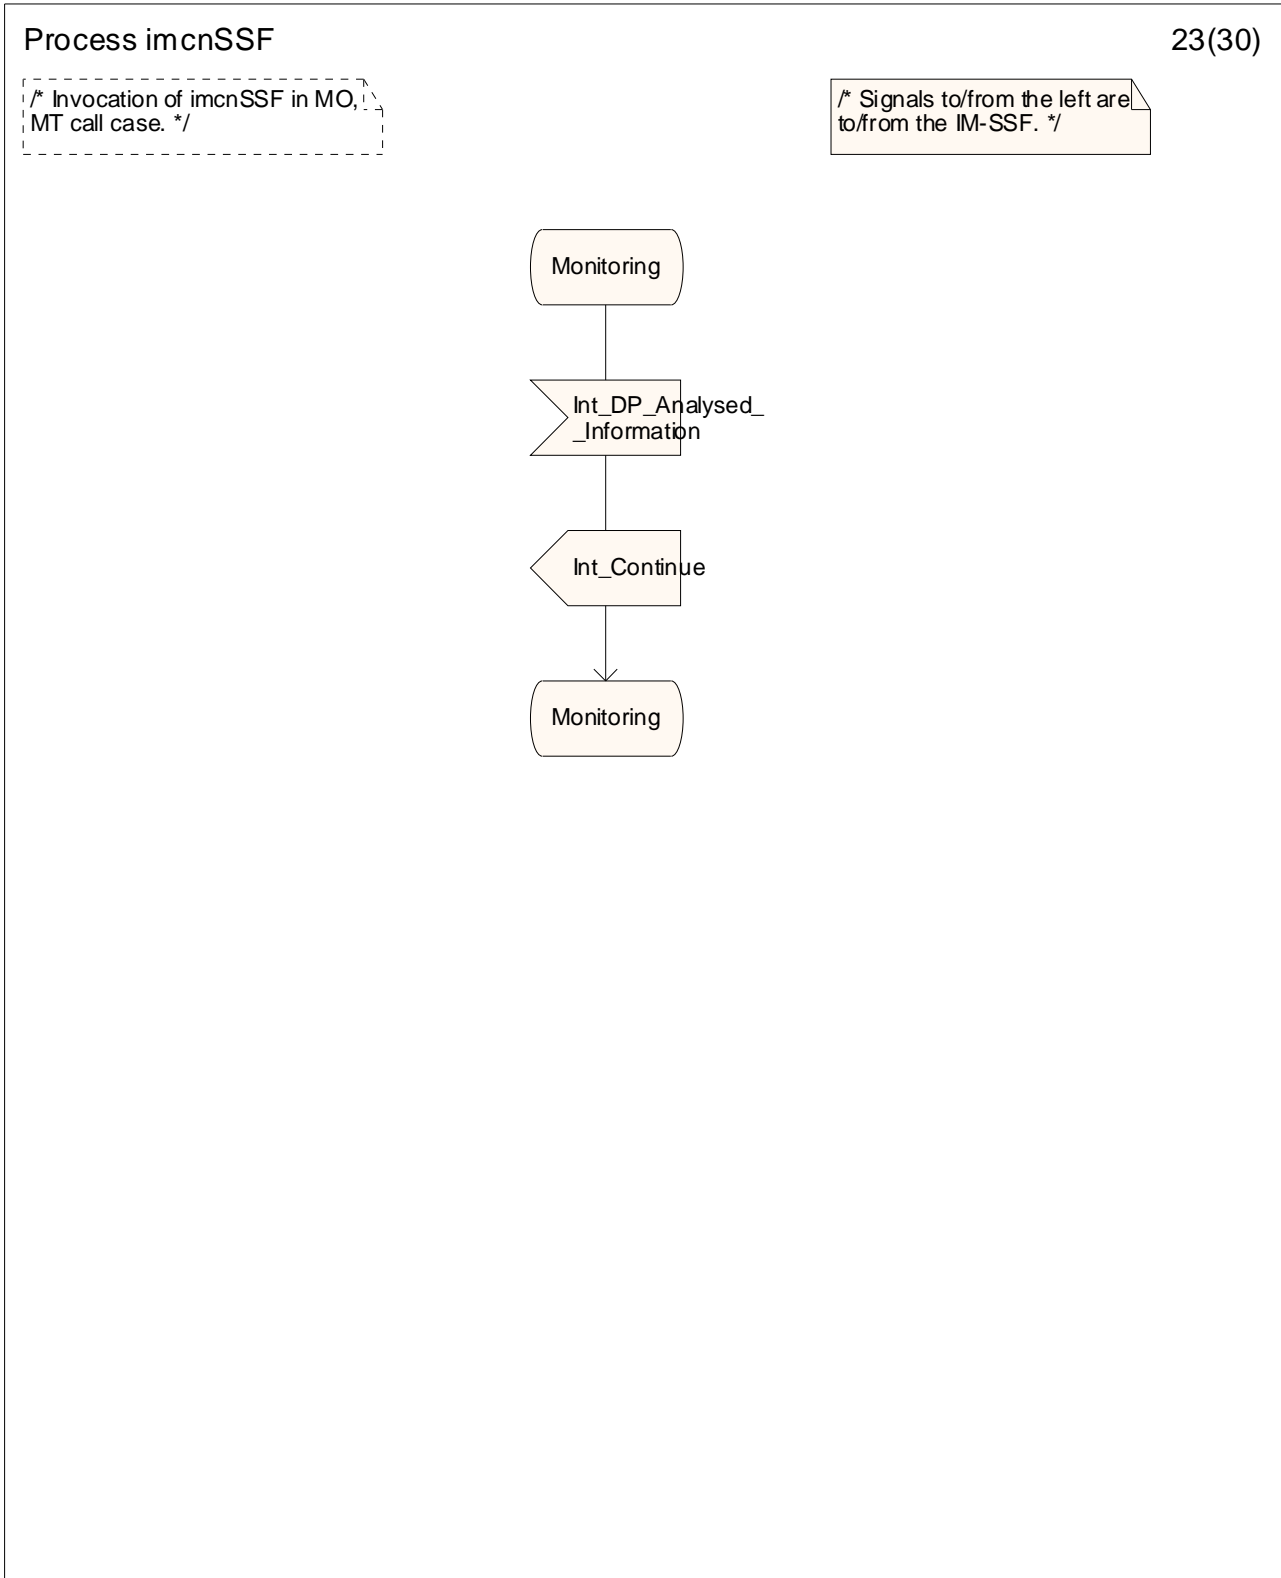 Process imcnSSF
23(30)
/* Invocation of imcnSSF in MO,
MT call case. */
/* Signals to/from the left are
to/from the IM-SSF. */
Monitoring
Int_DP_Analysed_
_Information
Int_Continue
Monitoring